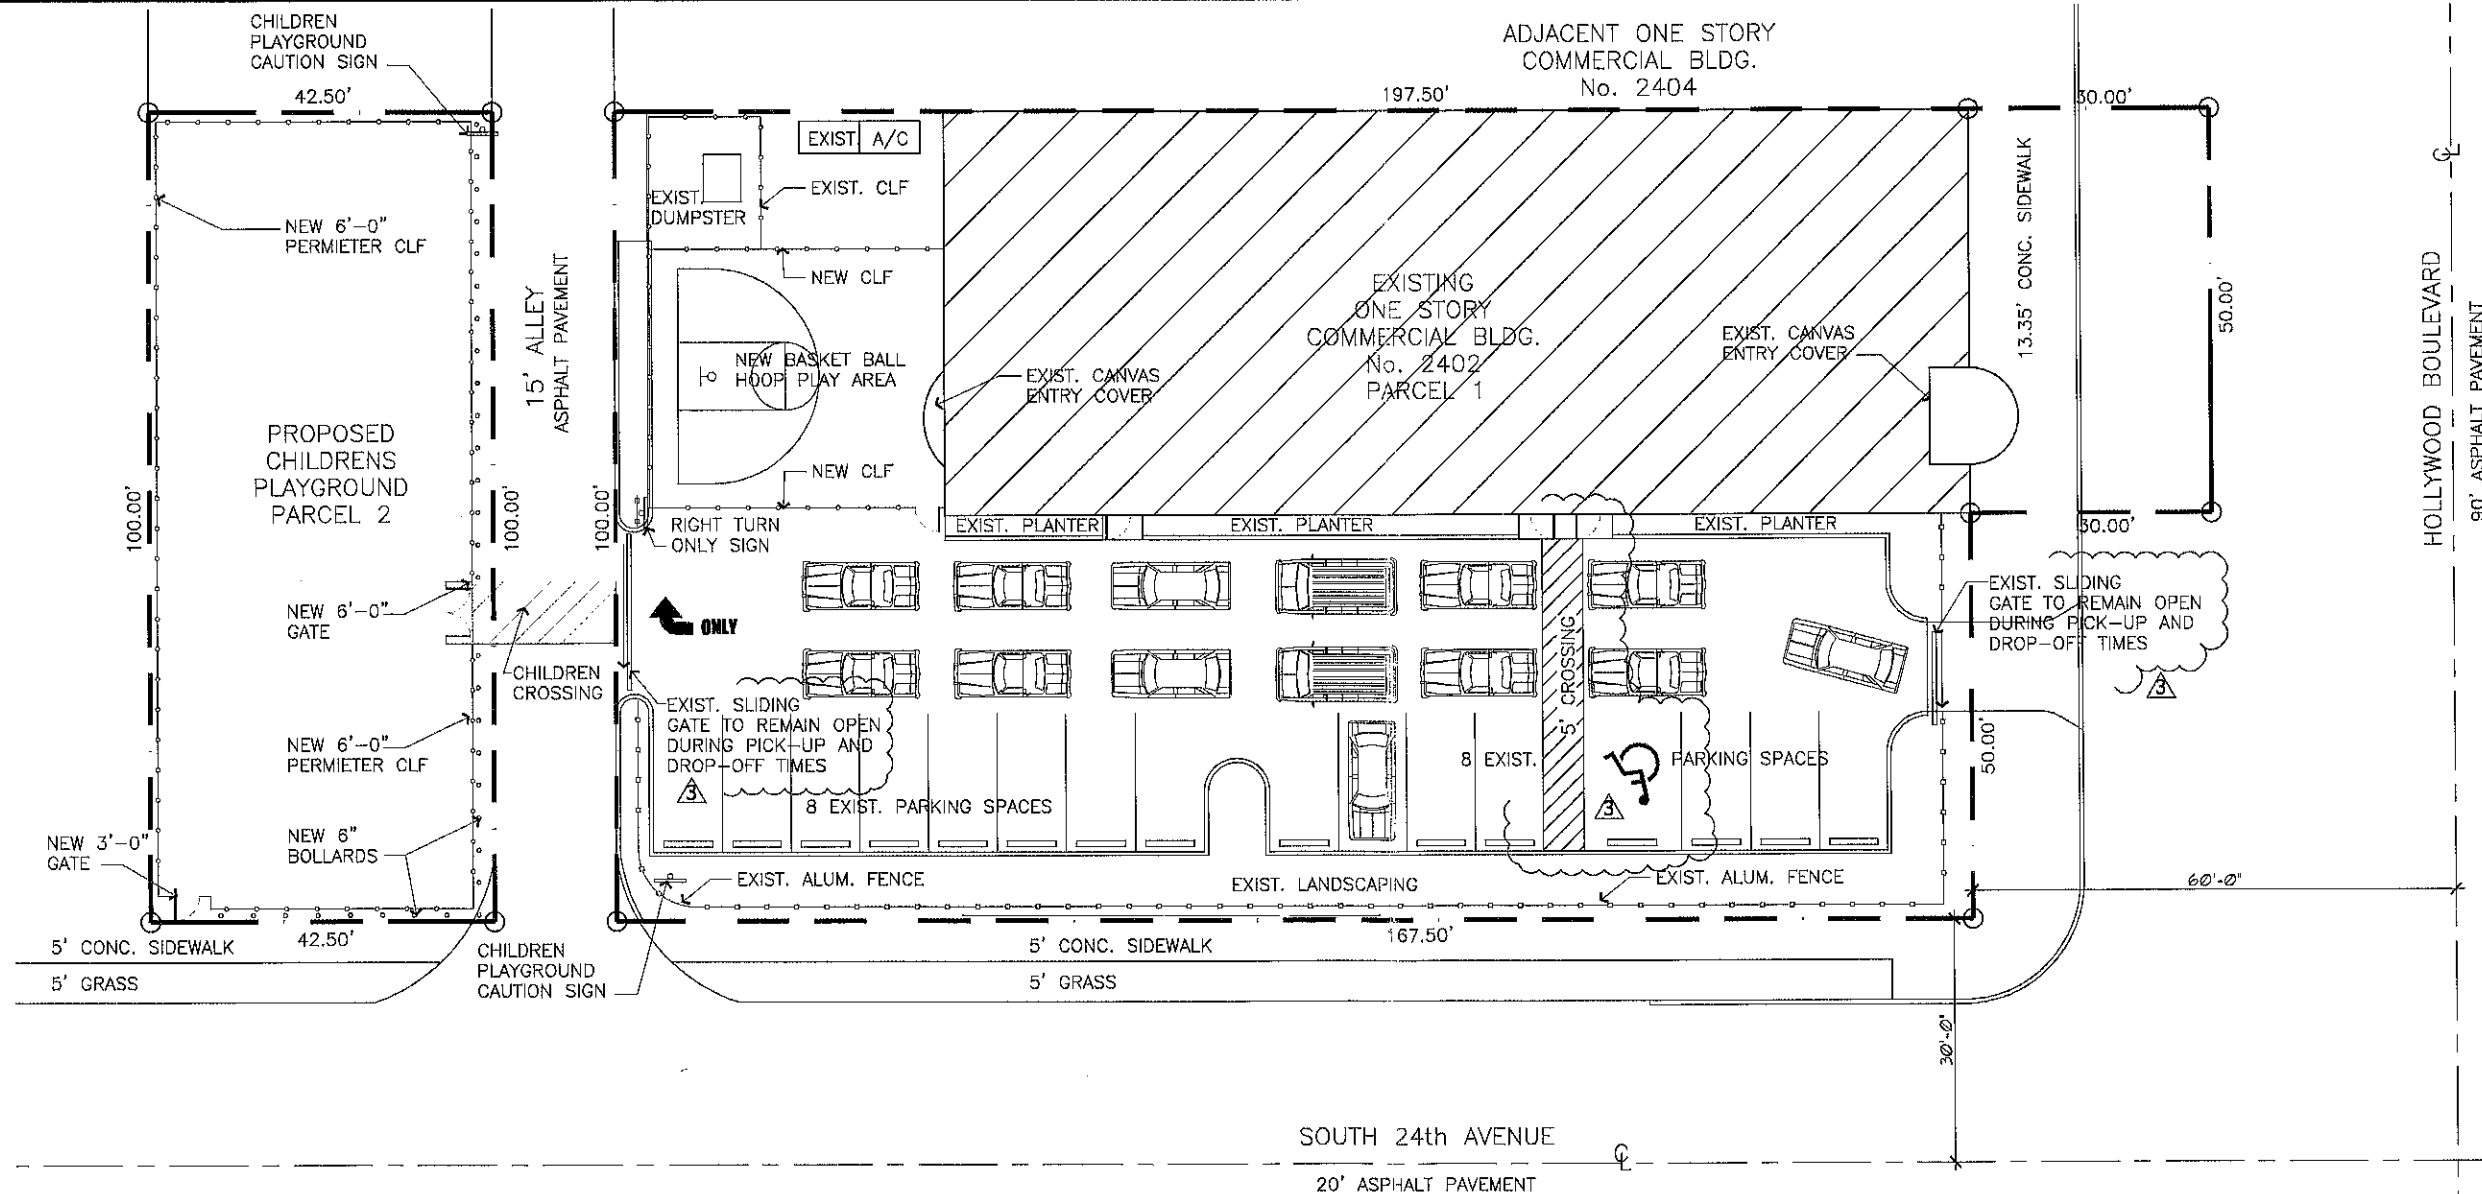 CHILDREN
PLAYGROUND
CAUTION SIGN
42.50'
ADJACENT ONE STORY
COMMERCIAL BLDG.
No. 2404
197.50'
30.00'
EXIST. A/C
EXIST. CLF
EXIST.
DUMPSTER
NEW 6'-0"
PERMIETER CLF
15' ALLEY
ASPHALT PAVEMENT
NEW CLF
NEW BASKET BALL
HOOP PLAY AREA
EXIST. CANVAS
ENTRY COVER
EXISTING
ONE STORY
COMMERCIAL BLDG.
No. 2402
PARCEL 1
EXIST. CANVAS
ENTRY COVER
13.35' CONC. SIDEWALK
50.00'
HOLLYWOOD BOULEVARD
90' ASPHALT PAVEMENT
PROPOSED
CHILDRENS
PLAYGROUND
PARCEL 2
NEW CLF
100.00'
100.00'
100.00'
RIGHT TURN
ONLY SIGN
EXIST. PLANTER
EXIST. PLANTER
EXIST. PLANTER
30.00'
NEW 6'-0"
GATE
ONLY
CHILDREN
CROSSING
5' CROSSING
EXIST. SLIDING
GATE TO REMAIN OPEN
DURING PICK-UP AND
DROP-OFF TIMES
3
EXIST. SLIDING
GATE TO REMAIN OPEN
DURING PICK-UP AND
DROP-OFF TIMES
3
NEW 6'-0"
PERMIETER CLF
8 EXIST. PARKING SPACES
8 EXIST. PARKING SPACES
3
50.00'
NEW 3'-0"
GATE
NEW 6"
BOLLARDS
EXIST. ALUM. FENCE
EXIST. LANDSCAPING
EXIST. ALUM. FENCE
60'-0"
42.50'
167.50'
5' CONC. SIDEWALK
5' GRASS
CHILDREN
PLAYGROUND
CAUTION SIGN
5' CONC. SIDEWALK
5' GRASS
30'-0"
SOUTH 24th AVENUE
20' ASPHALT PAVEMENT